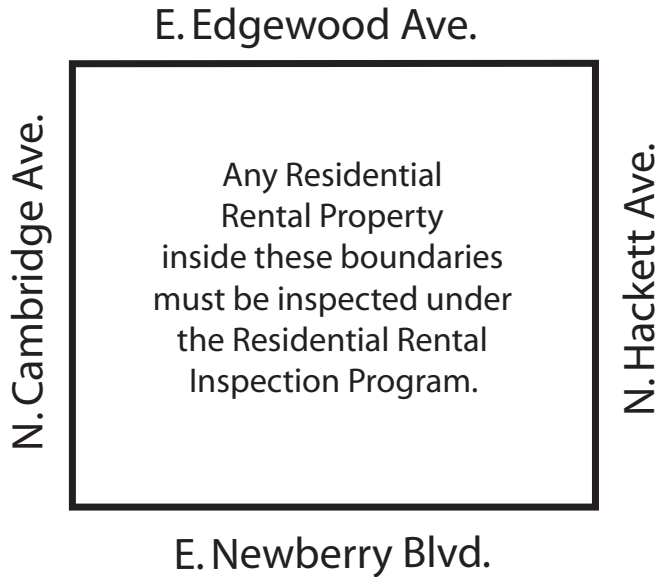 E. Edgewood Ave.
N. Cambridge Ave.
Any Residential
Rental Property
inside these boundaries
must be inspected under
the Residential Rental
Inspection Program.
N. Hackett Ave.
E. Newberry Blvd.